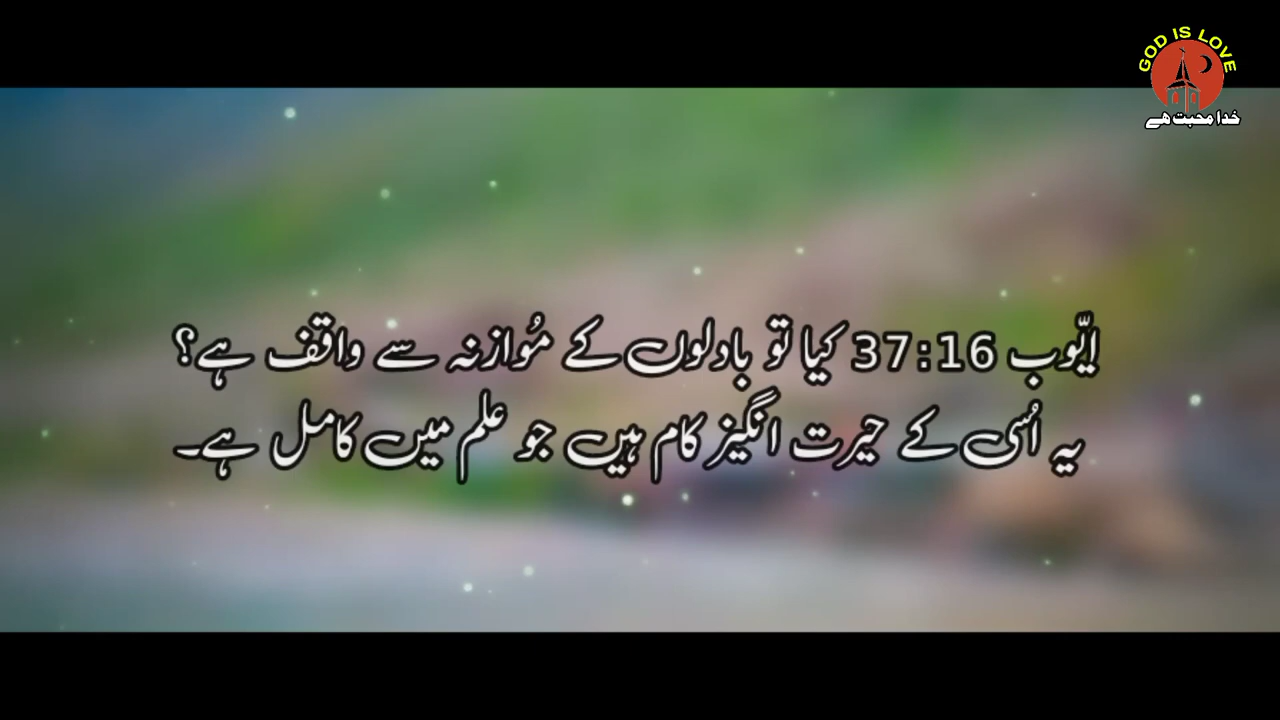 GOD IS LOVE
خدا محبت ھے
ایّوب 37:16 کیا تو بادلوں کے مُوازنہ سے واقف ہے؟
یہ اُسی کے حیرت انگیز کام ہیں جو علم میں کامل ہے۔